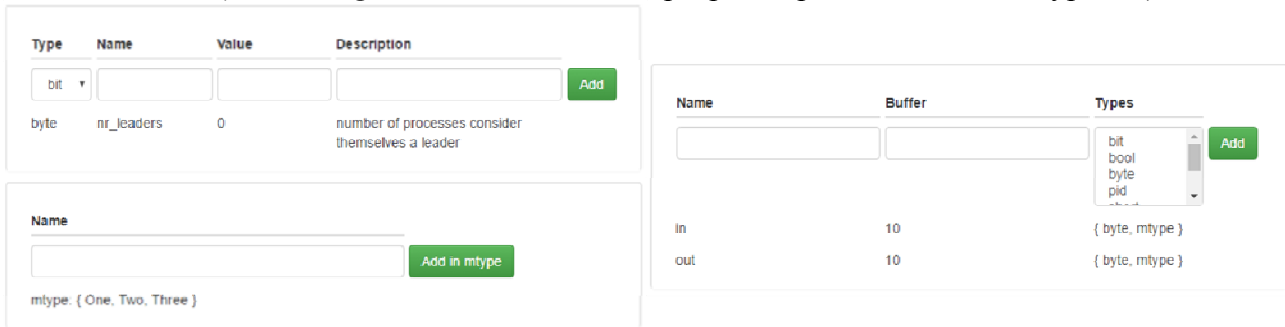 Type Name Value Description
bit Add
byte nr_leaders 0 number of processes consider
themselves a leader
Name
Add in mtype
mtype: { One, Two, Three }
Name Buffer Types
bit Add
bool
byte
pid
in 10 { byte, mtype }
out 10 { byte, mtype }